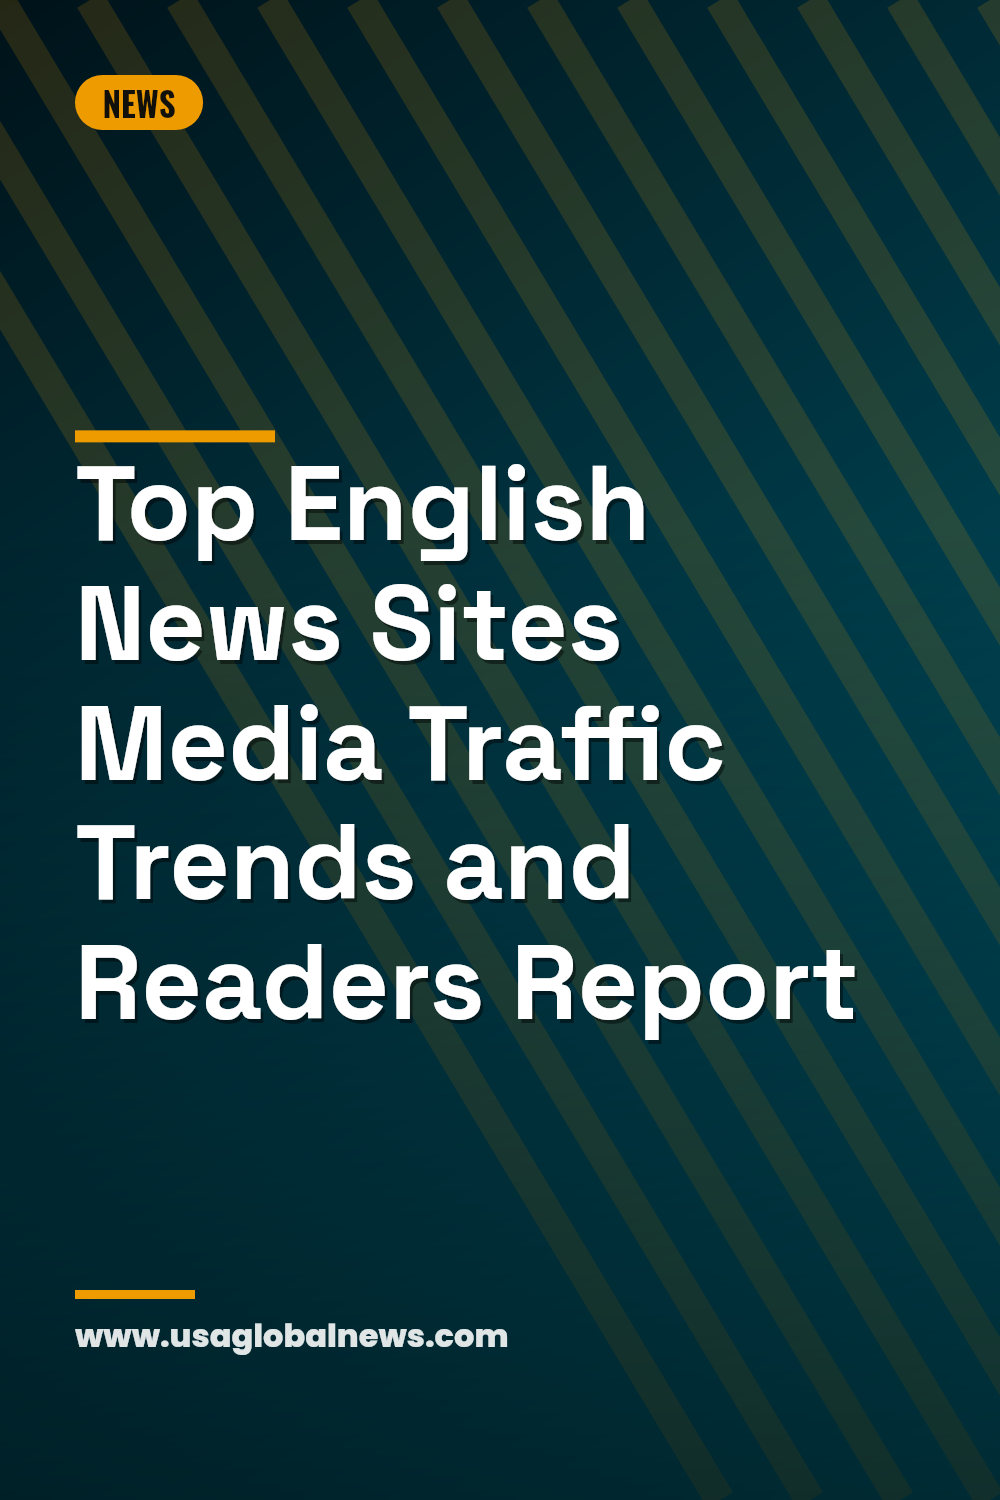 NEWS
Top English
News Sites
Media Traffic
Trends and
Readers Report
www.usaglobalnews.com